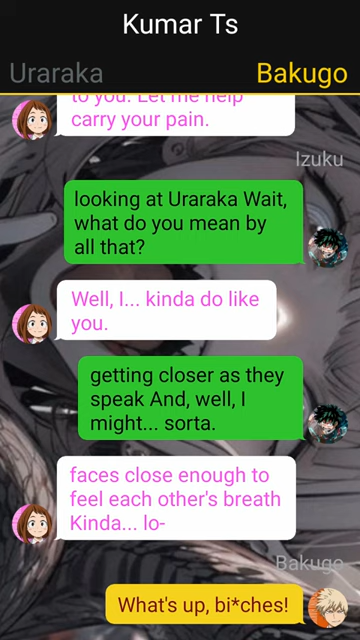 Kumar Ts
Uraraka
Bakugo
to you. Let me help
carry your pain.
Izuku
looking at Uraraka Wait,
what do you mean by
all that?
Well, I... kinda do like
you.
getting closer as they
speak And, well, I
might... sorta.
faces close enough to
feel each other's breath
Kinda... lo-
Bakugo
What's up, bi*ches!